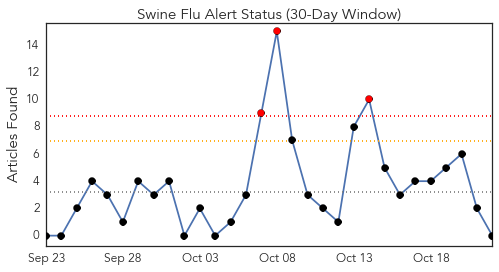 Swine Flu Alert Status (30-Day Window)
Articles Found
14
12
10
8
6
4
2
0
Sep 23 Sep 28 Oct 03 Oct 08 Oct 13 Oct 18